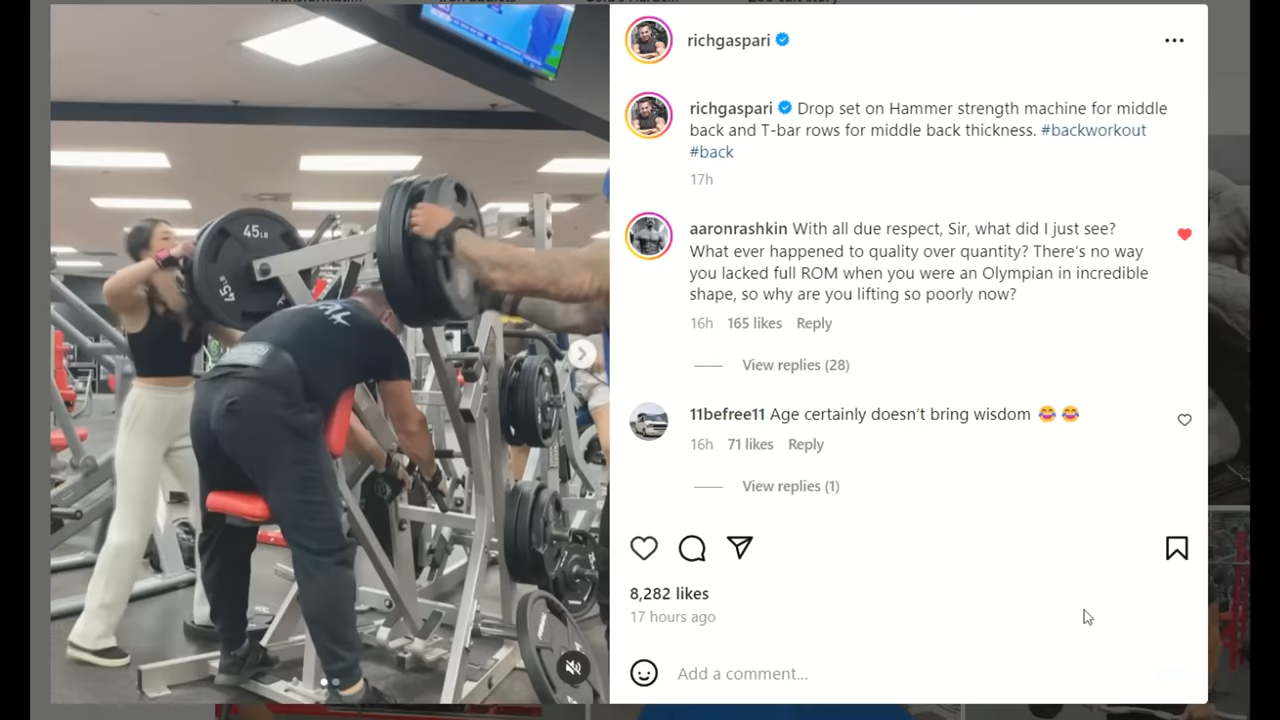 richgaspari
richgaspari Drop set on Hammer strength machine for middle
back and T-bar rows for middle back thickness. #backworkout
#back
17h
aaronrashkin With all due respect, Sir, what did I just see?
What ever happened to quality over quantity? There's no way
you lacked full ROM when you were an Olympian in incredible
shape, so why are you lifting so poorly now?
16h 165 likes Reply
View replies (28)
11befree11 Age certainly doesn't bring wisdom 😂 😂
16h 71 likes Reply
View replies (1)
8,282 likes
17 hours ago
Add a comment...
45LB
45LB